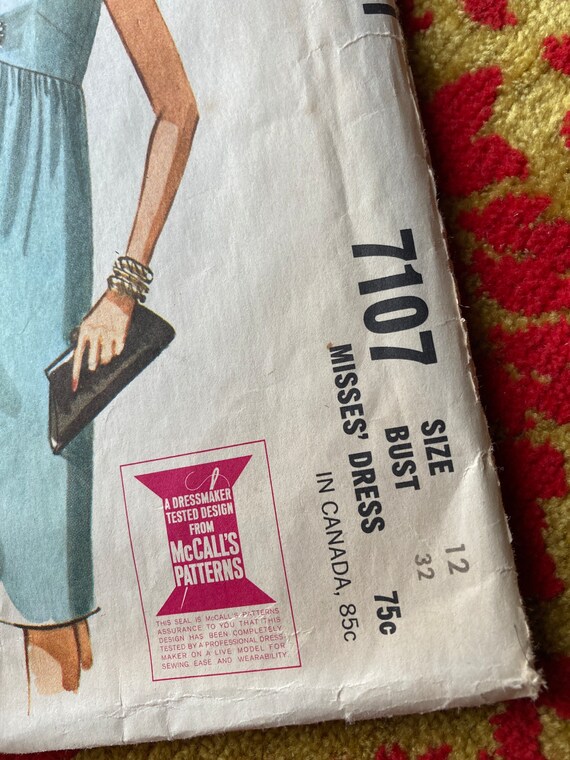 7107
SIZE 12
BUST 32
MISSES' DRESS 75c
IN CANADA, 85c
A DRESSMAKER
TESTED DESIGN
FROM
McCALL'S
PATTERNS
THIS SEAL IS McCALL'S PATTERNS
ASSURANCE TO YOU THAT THIS
DESIGN HAS BEEN COMPLETELY
TESTED BY A PROFESSIONAL DRESS
MAKER ON A LIVE MODEL FOR
SEWING EASE AND WEARABILITY.